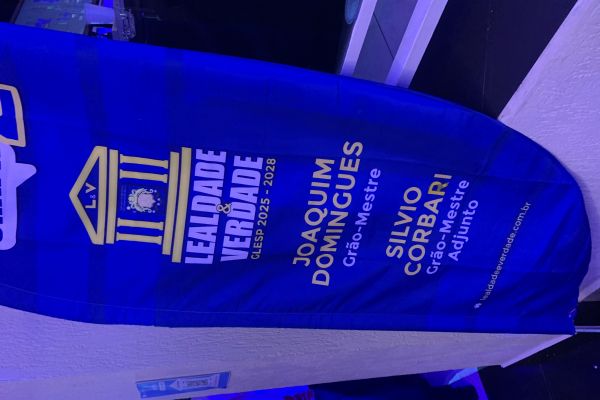 L&V
LEALDADE
&
VERDADE
GLESP 2025 - 2028
JOAQUIM
DOMINGUES
Grão-Mestre
SILVIO
CORBARI
Grão-Mestre
Adjunto
lealdadeeverdade.com.br